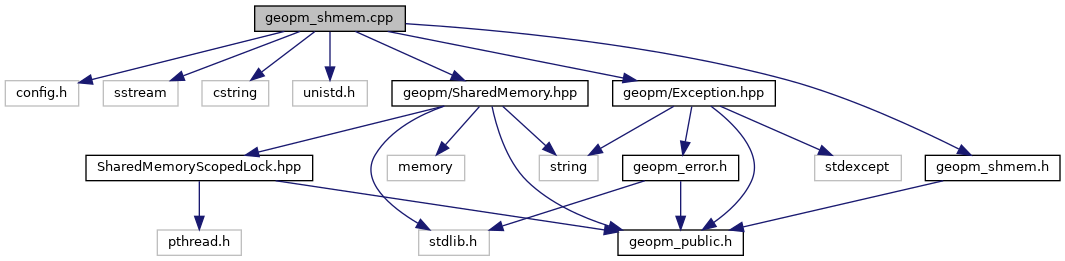 geopm_shmem.cpp
config.h
sstream
cstring
unistd.h
geopm/SharedMemory.hpp
geopm/Exception.hpp
SharedMemoryScopedLock.hpp
memory
string
geopm_error.h
stdexcept
geopm_shmem.h
pthread.h
stdlib.h
geopm_public.h